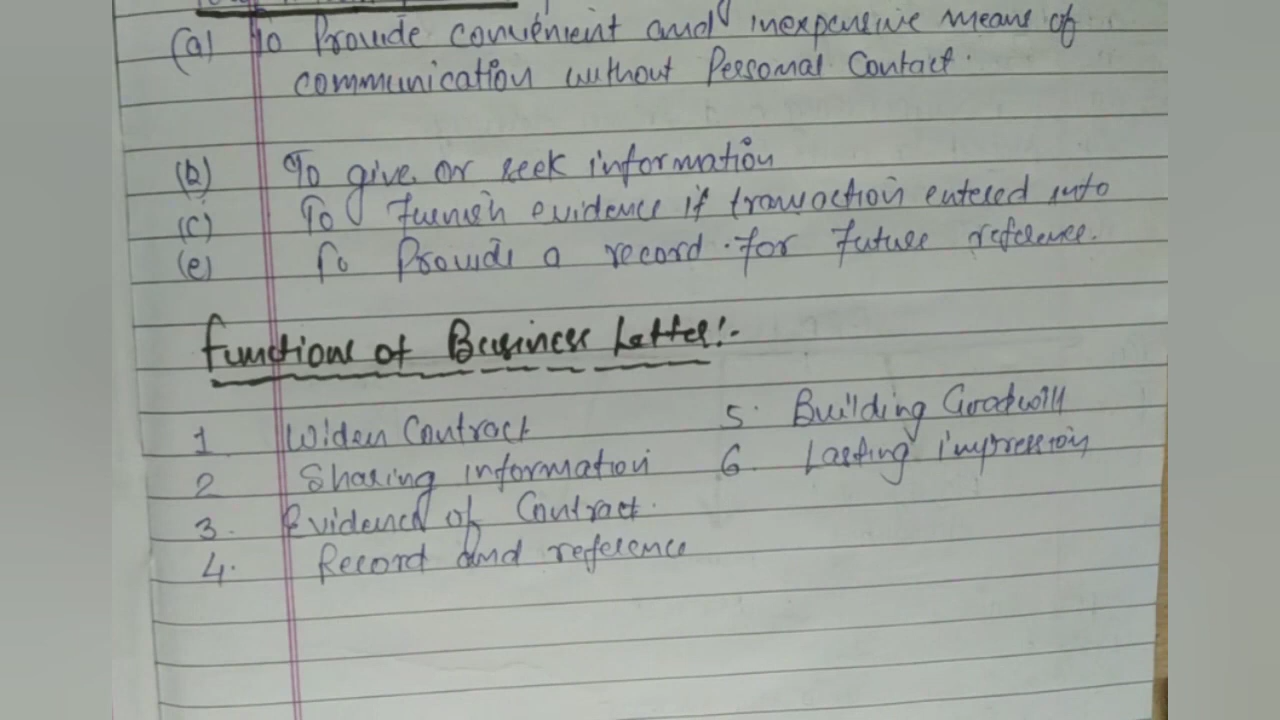 (a) To Provide convenient and inexpensive means of
communication without Personal Contact.
(b) To give or seek information
(c) To furnish evidence if transaction entered into
(e) To Provide a record for future reference.
Functions of Business Letter:-
1 Widen Contract
2 Sharing information
3. Evidence of Contract.
4. Record and reference
5. Building Goodwill
6. Lasting impression